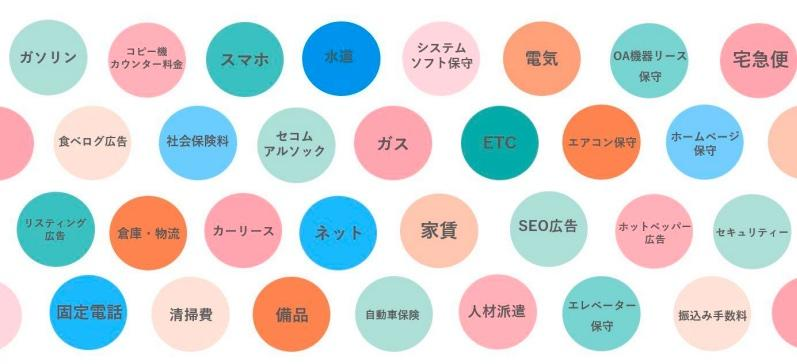 ガソリン
コピー機
カウンター料金
スマホ
水道
システム
ソフト保守
電気
OA機器リース
保守
宅急便
食べログ広告
社会保険料
セコム
アルソック
ガス
ETC
エアコン保守
ホームページ
保守
リスティング
広告
倉庫・物流
カーリース
ネット
家賃
SEO広告
ホットペッパー
広告
セキュリティー
固定電話
清掃費
備品
自動車保険
人材派遣
エレベーター
保守
振込み手数料